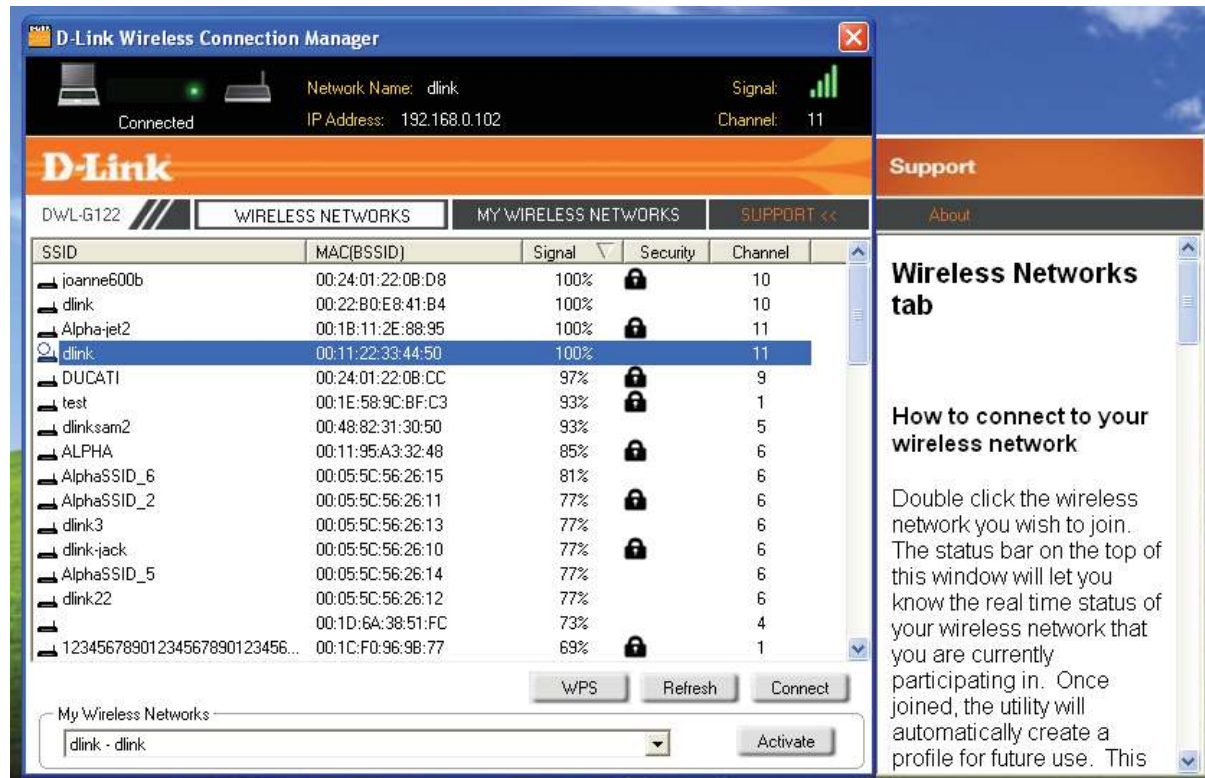 D-Link Wireless Connection Manager
Network Name: dlink Signal:
Connected IP Address: 192.168.0.102 Channel: 11
D-Link
DWL-G122 WIRELESS NETWORKS MY WIRELESS NETWORKS SUPPORT <<
SSID MAC(BSSID) Signal Security Channel
joanne600b 00:24:01:22:0B:D8 100% 10
dlink 00:22:B0:E8:41:B4 100% 10
Alpha-jet2 00:1B:11:2E:88:95 100% 11
dlink 00:11:22:33:44:50 100% 11
DUCATI 00:24:01:22:0B:CC 97% 9
test 00:1E:58:9C:BF:C3 93% 1
dlinksam2 00:48:82:31:30:50 93% 5
ALPHA 00:11:95:A3:32:48 85% 6
AlphaSSID_6 00:05:5C:56:26:15 81% 6
AlphaSSID_2 00:05:5C:56:26:11 77% 6
dlink3 00:05:5C:56:26:13 77% 6
dlink-jack 00:05:5C:56:26:10 77% 6
AlphaSSID_5 00:05:5C:56:26:14 77% 6
dlink22 00:05:5C:56:26:12 77% 6
00:1D:6A:38:51:FC 73% 4
12345678901234567890123456... 00:1C:F0:96:9B:77 69% 1
WPS Refresh Connect
My Wireless Networks
dlink - dlink Activate
Support
About
Wireless Networks
tab
How to connect to your
wireless network
Double click the wireless
network you wish to join.
The status bar on the top of
this window will let you
know the real time status of
your wireless network that
you are currently
participating in. Once
joined, the utility will
automatically create a
profile for future use. This